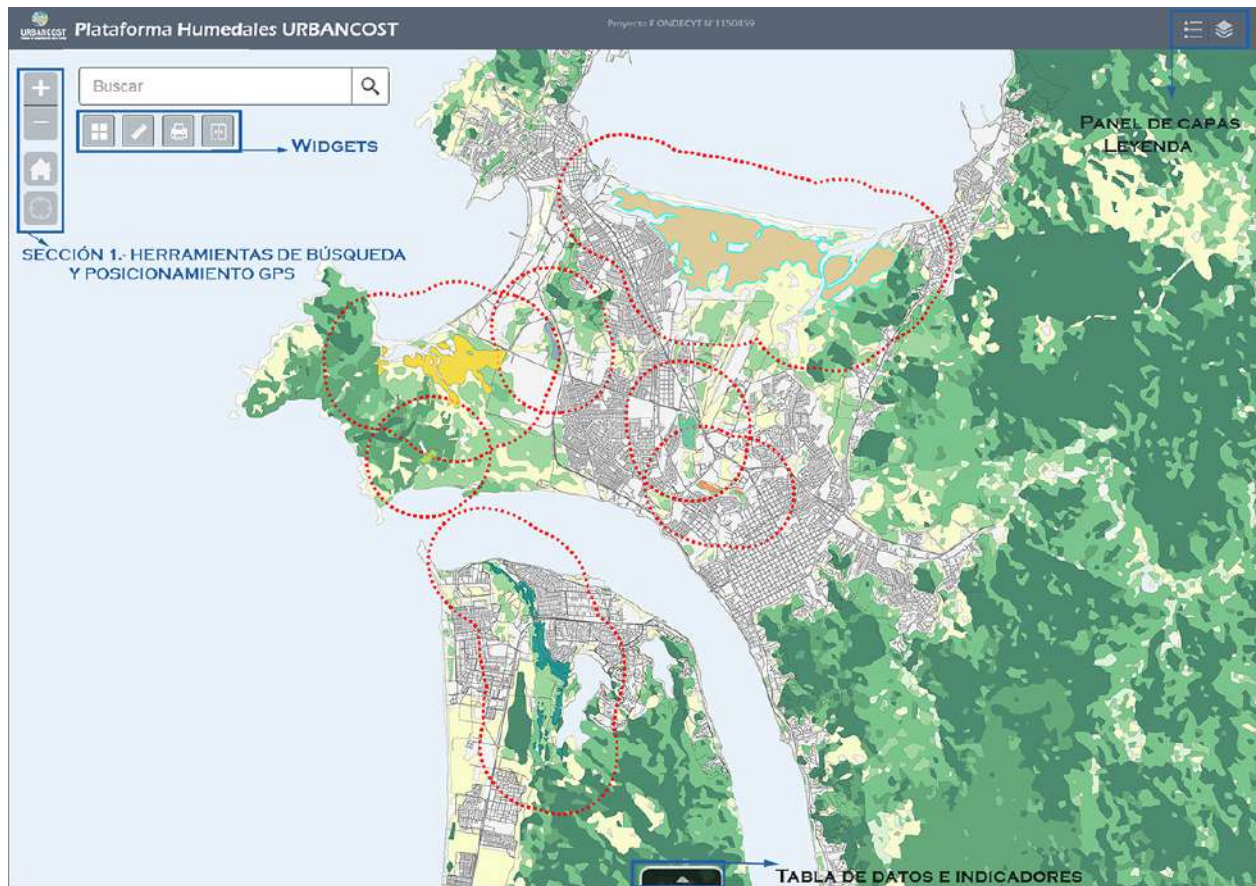 URBANCOST
Plataforma Humedales URBANCOST
Proyecto FONDECYT N°1150459
Buscar
WIDGETS
PANEL DE CAPAS
LEYENDA
SECCIÓN 1.- HERRAMIENTAS DE BÚSQUEDA
Y POSICIONAMIENTO GPS
TABLA DE DATOS E INDICADORES